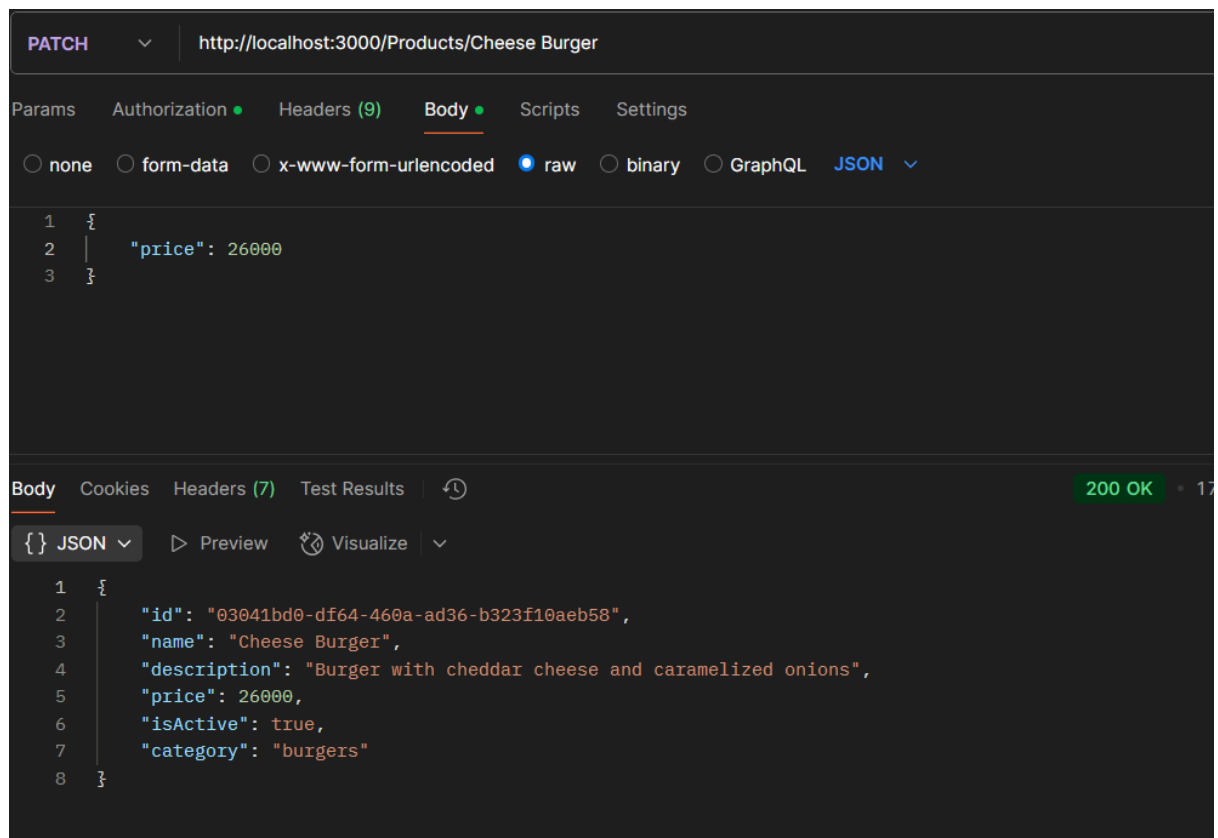 PATCH http://localhost:3000/Products/Cheese Burger
Params Authorization Headers (9) Body Scripts Settings
none form-data x-www-form-urlencoded raw binary GraphQL JSON
1 {
2 "price": 26000
3 }
Body Cookies Headers (7) Test Results 200 OK 17
{} JSON Preview Visualize
1 {
2 "id": "03041bd0-df64-460a-ad36-b323f10aeb58",
3 "name": "Cheese Burger",
4 "description": "Burger with cheddar cheese and caramelized onions",
5 "price": 26000,
6 "isActive": true,
7 "category": "burgers"
8 }